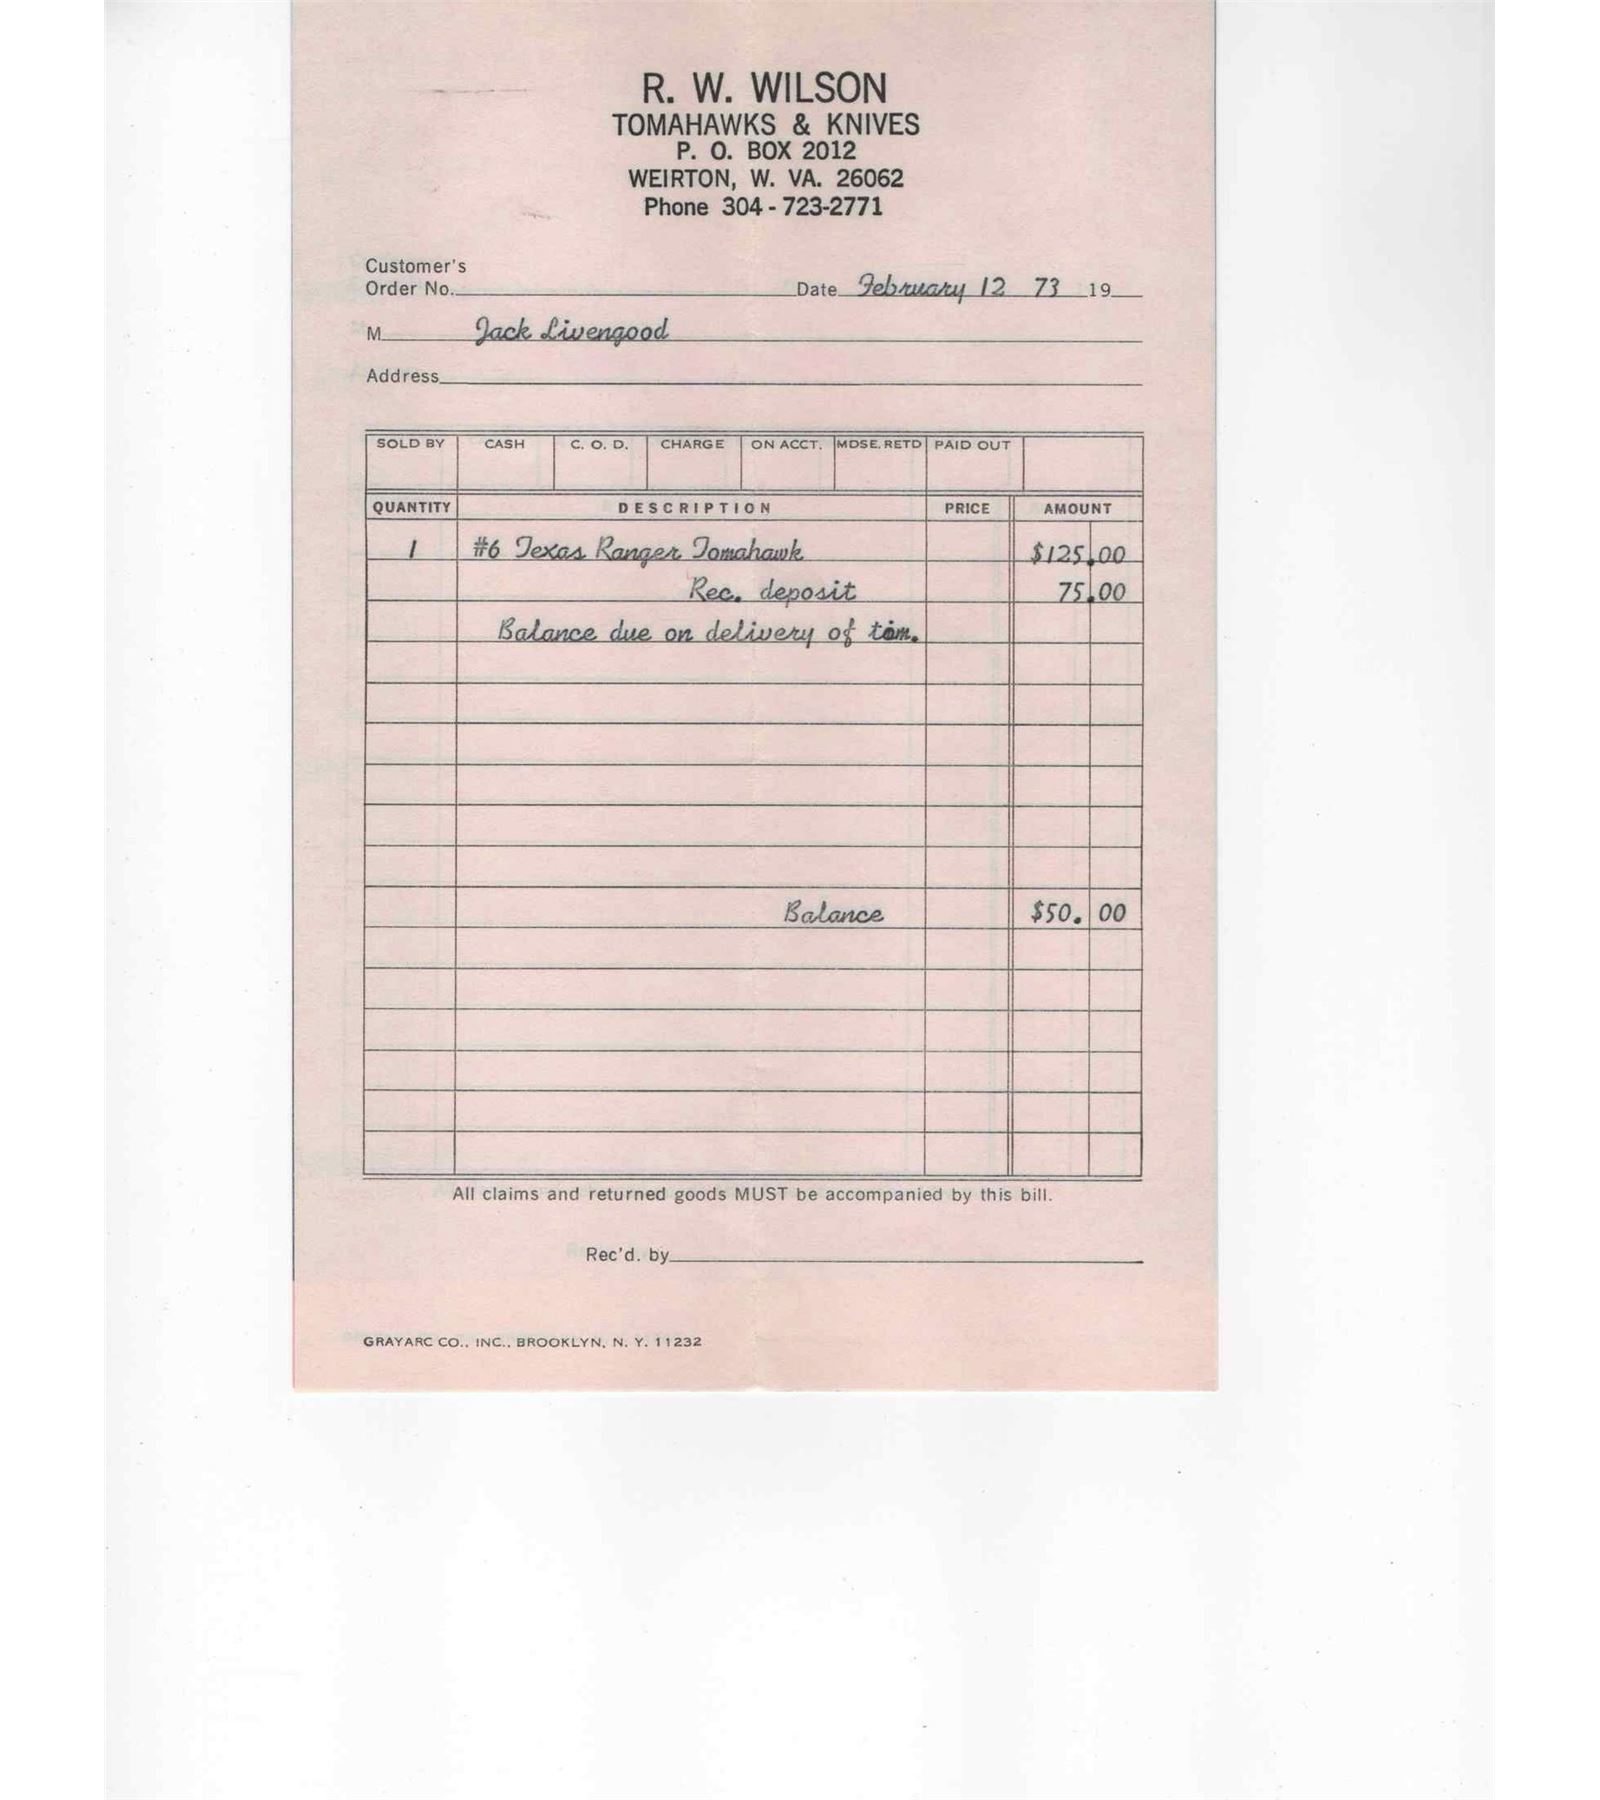 R. W. WILSON
TOMAHAWKS & KNIVES
P. O. BOX 2012
WEIRTON, W. VA. 26062
Phone 304-723-2771
Customer's
Order No. Date February 12 73 19
M Jack Livengood
Address
SOLD BY CASH C. O. D. CHARGE ON ACCT. MDSE. RETD PAID OUT
QUANTITY DESCRIPTION PRICE AMOUNT
1 #6 Texas Ranger Tomahawk $125.00
Rec. deposit 75.00
Balance due on delivery of tom.
Balance $50. 00
All claims and returned goods MUST be accompanied by this bill.
Rec'd. by
GRAYARC CO., INC., BROOKLYN, N. Y. 11232